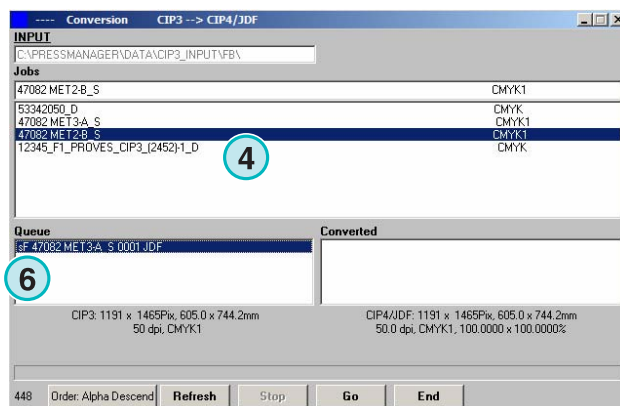 ---- Conversion CIP3 --> CIP4/JDF
INPUT
C:\PRESSMANAGER\DATA\CIP3_INPUT\FB\
Jobs
47082 MET2-B_S CMYK1
53342050_D CMYK
47082 MET3-A_S CMYK1
47082 MET2-B_S CMYK1
12345_F1_PROVES_CIP3_(2452)-1_D CMYK
4
Queue Converted
sF 47082 MET3-A_S 0001 JDF
6
CIP3: 1191 x 1465Pix, 605.0 x 744.2mm
50 dpi, CMYK1
CIP4/JDF: 1191 x 1465Pix, 605.0 x 744.2mm
50.0 dpi, CMYK1, 100.0000 x 100.0000%
448 Order: Alpha Descend Refresh Stop Go End